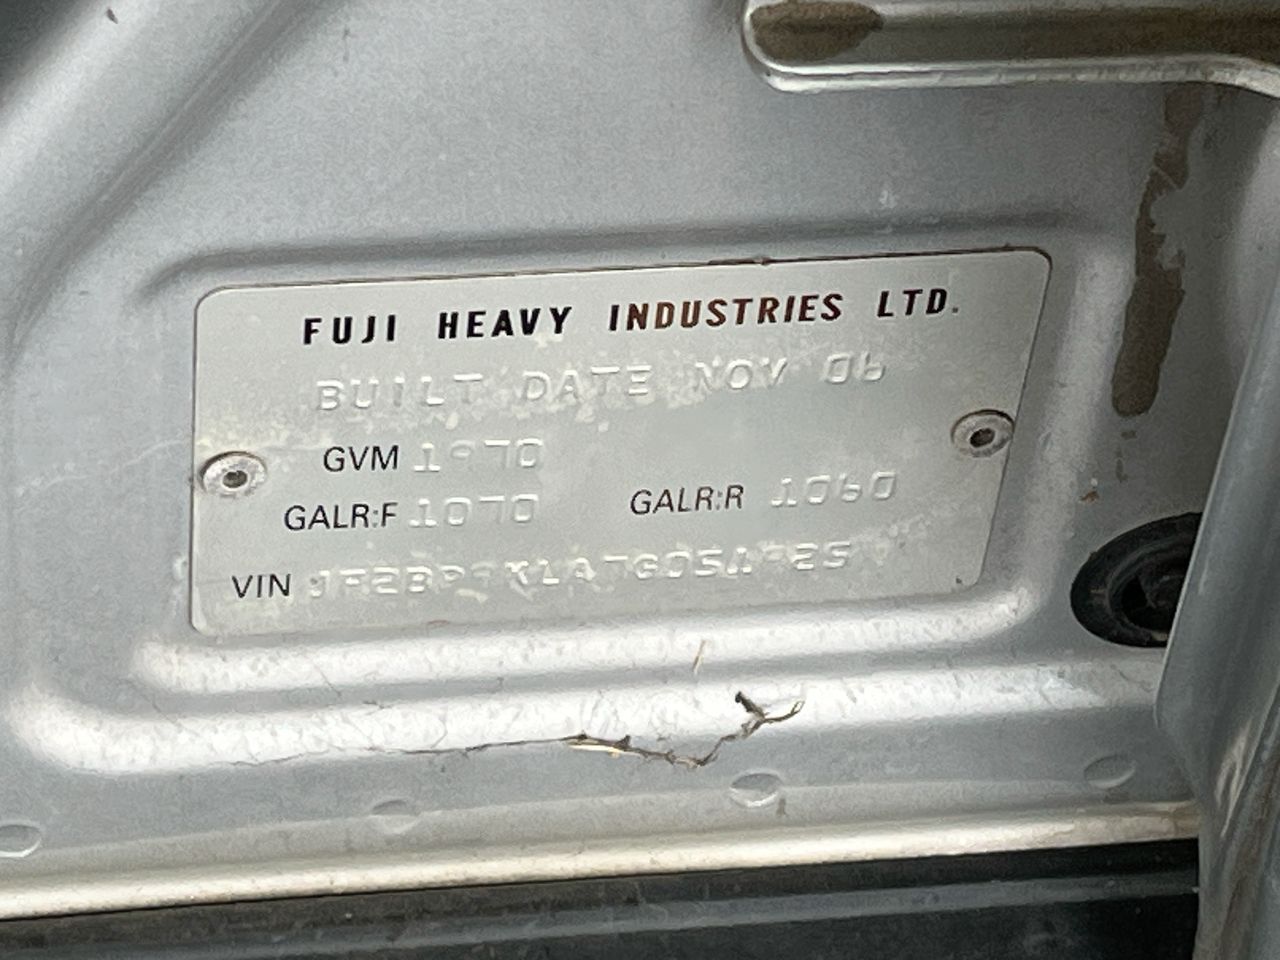 FUJI HEAVY INDUSTRIES LTD.
BUILT DATE NOV 06
GVM 1970
GALR:F 1070 GALR:R 1060
VIN